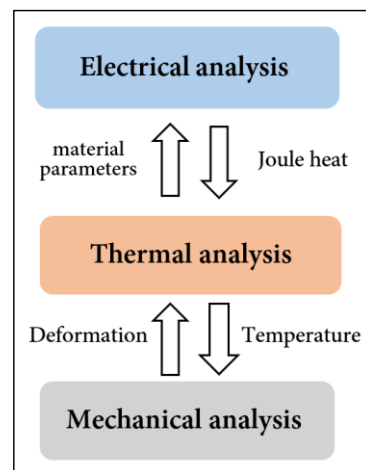 Electrical analysis
material
parameters
Joule heat
Thermal analysis
Deformation
Temperature
Mechanical analysis